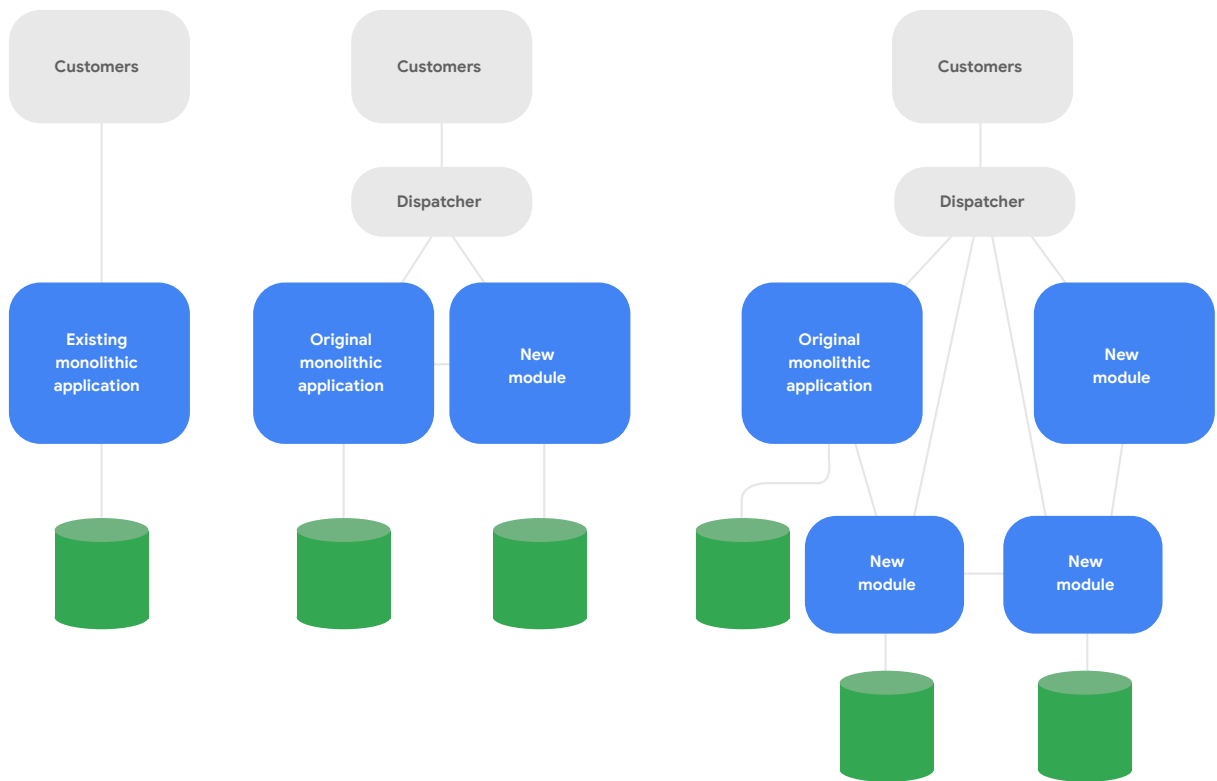 Customers
Existing
monolithic
application
Customers
Dispatcher
Original
monolithic
application
New
module
Customers
Dispatcher
Original
monolithic
application
New
module
New
module
New
module